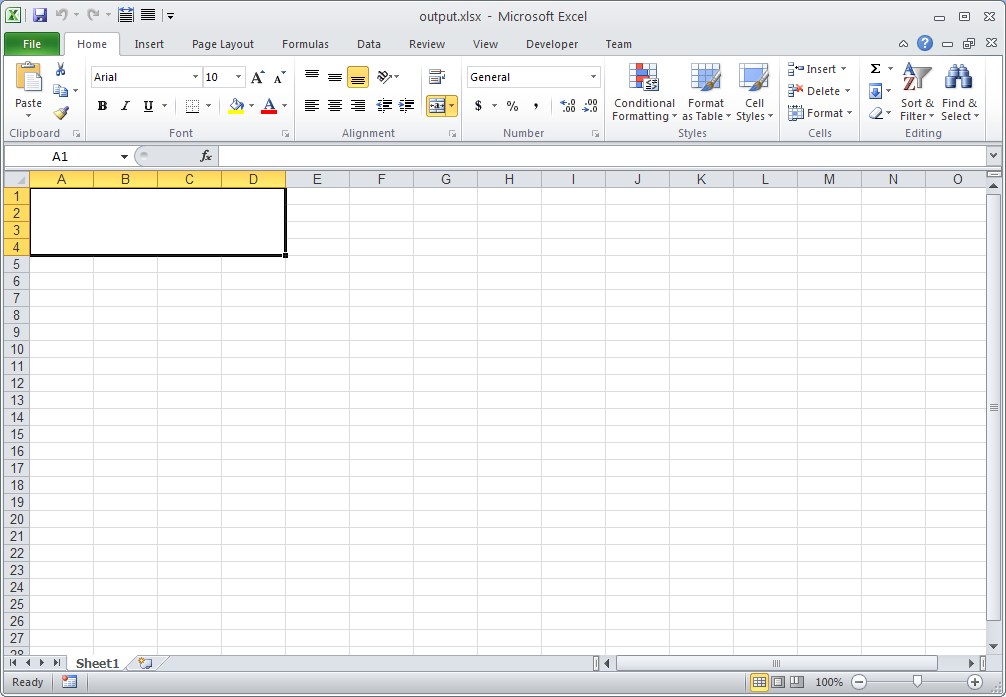 output.xlsx - Microsoft Excel
File Home Insert Page Layout Formulas Data Review View Developer Team
Arial 10 General
Paste
B I U $ % ,
Conditional Formatting
Format as Table
Cell Styles
Insert
Delete
Format
Σ
Sort & Filter
Find & Select
Clipboard Font Alignment Number Styles Cells Editing
A1 fx
A B C D E F G H I J K L M N O
1
2
3
4
5
6
7
8
9
10
11
12
13
14
15
16
17
18
19
20
21
22
23
24
25
26
27
28
Sheet1
Ready 100%